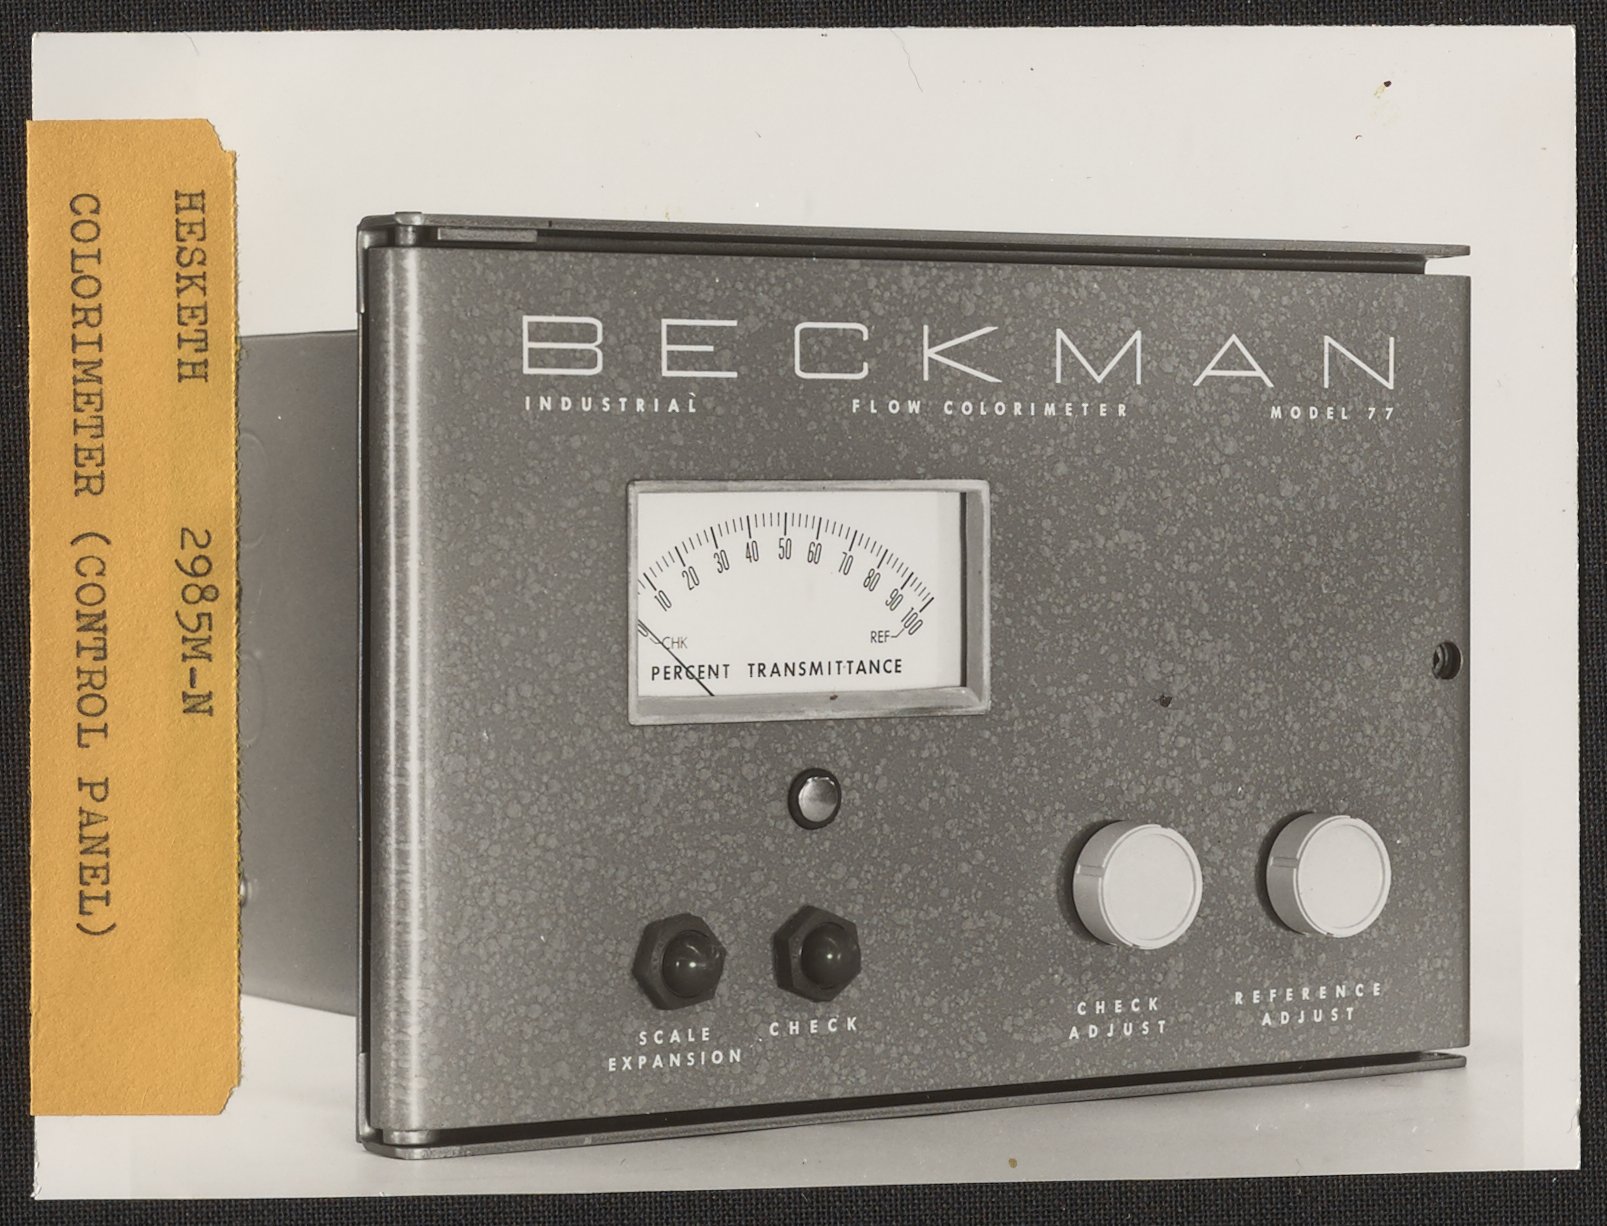 HESKETH 2985M-N
COLORIMETER (CONTROL PANEL)
BECKMAN
INDUSTRIAL FLOW COLORIMETER MODEL 77
0 10 20 30 40 50 60 70 80 90 100
CHK REF
PERCENT TRANSMITTANCE
SCALE
EXPANSION
CHECK
CHECK
ADJUST
REFERENCE
ADJUST